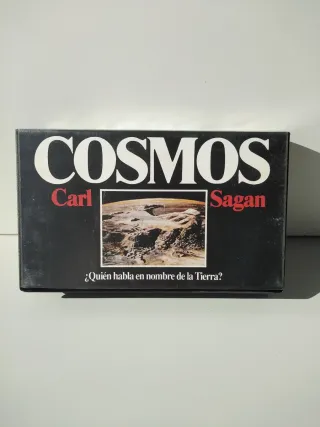 COSMOS
Carl Sagan
¿Quién habla en nombre de la Tierra?